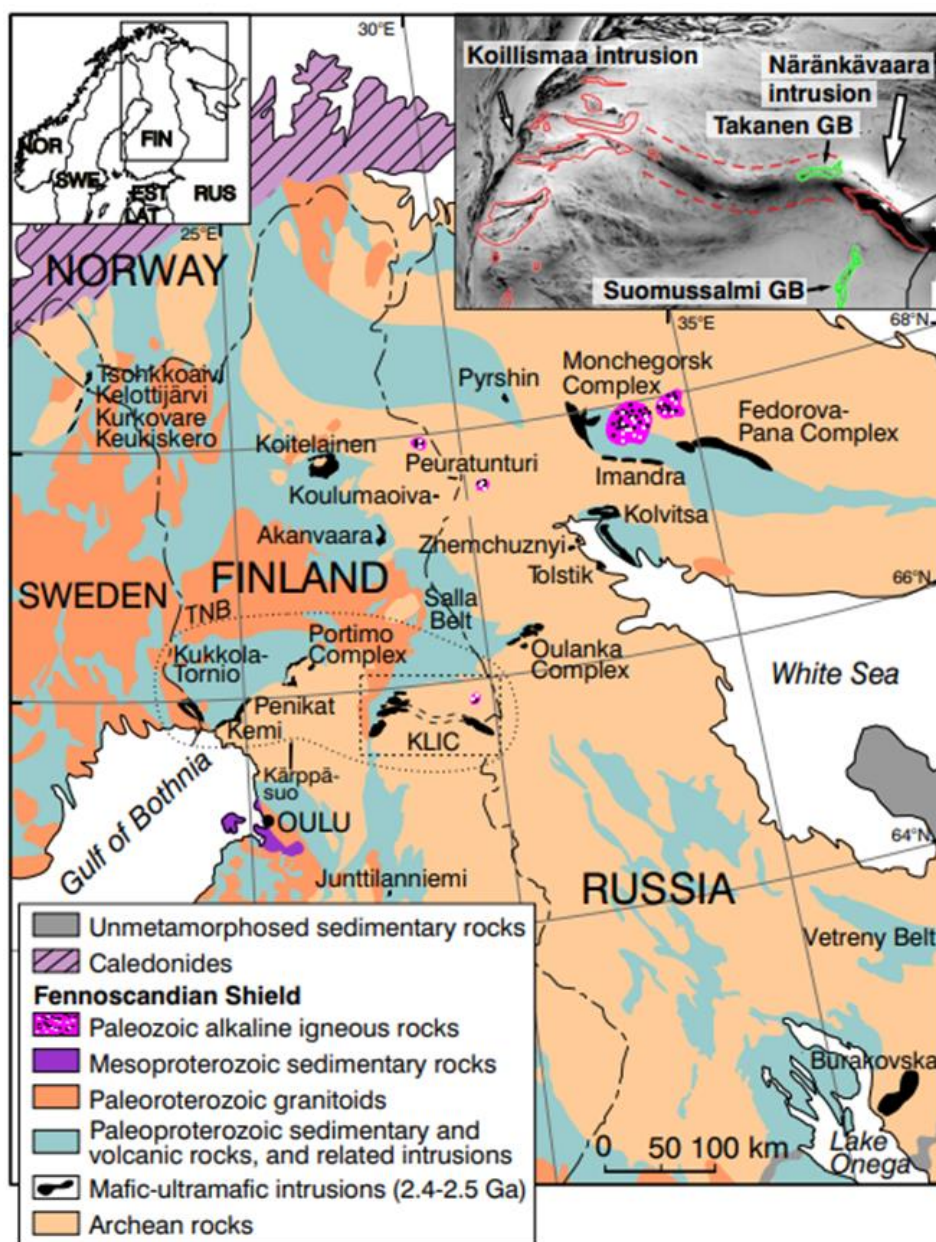 30°E
NOR
SWE
FIN
EST
LAT
RUS
Koillismaa intrusion
Näränkävaara
intrusion
Takanen GB
Suomussalmi GB
25°E
NORWAY
35°E
68°N
Tsohkkoaivi
Kelottijärvi
Kurkovare
Keukiskero
Pyrshin
Monchegorsk
Complex
Fedorova-
Pana Complex
Koitelainen
Peuratunturi
Imandra
Koulumaoiva-
Kolvitsa
Akanvaara
Zhemchuznyi
Tolstik
SWEDEN
FINLAND
66°N
TNB
Salla
Belt
Portimo
Complex
Kukkola-
Tornio
Oulanka
Complex
White Sea
Penikat
Kemi
KLIC
Kärppä-
suo
Gulf of Bothnia
OULU
64°N
Junttilanniemi
RUSSIA
Vetreny Belt
Burakovska
Lake
Onega
0 50 100 km
Unmetamorphosed sedimentary rocks
Caledonides
Fennoscandian Shield
Paleozoic alkaline igneous rocks
Mesoproterozoic sedimentary rocks
Paleoroterozoic granitoids
Paleoproterozoic sedimentary and
volcanic rocks, and related intrusions
Mafic-ultramafic intrusions (2.4-2.5 Ga)
Archean rocks